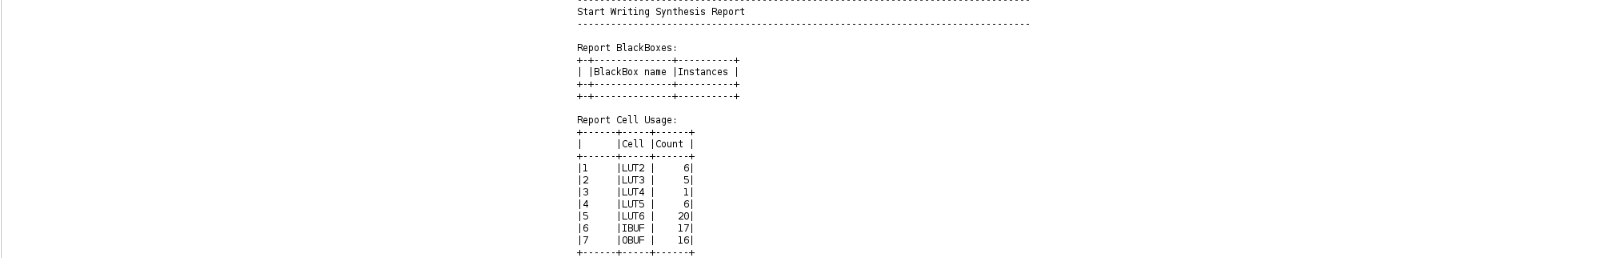 ---------------------------------------------------------------------------------
Start Writing Synthesis Report
---------------------------------------------------------------------------------

Report BlackBoxes:
+-+--------------+----------+
| |BlackBox name |Instances |
+-+--------------+----------+
+-+--------------+----------+

Report Cell Usage:
+------+-----+------+
|      |Cell |Count |
+------+-----+------+
|1     |LUT2 |     6|
|2     |LUT3 |     5|
|3     |LUT4 |     1|
|4     |LUT5 |     6|
|5     |LUT6 |    20|
|6     |IBUF |    17|
|7     |OBUF |    16|
+------+-----+------+